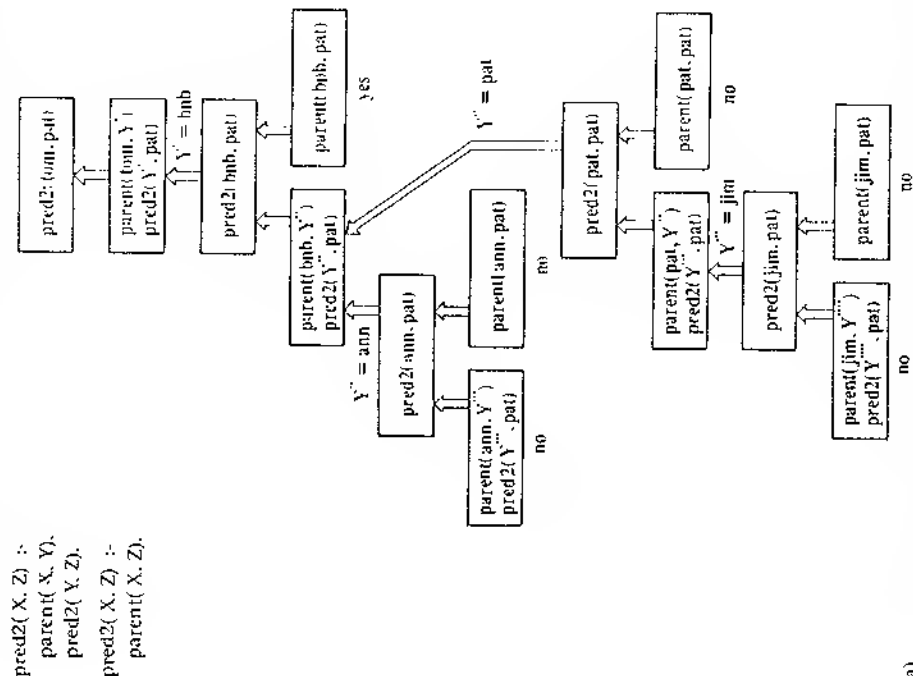 pred2( X, Z) :-
parent( X, Y),
pred2( Y, Z).
pred2( X, Z) :-
parent( X, Z).
pred2( tom, pat)
parent( tom, Y')
pred2( Y', pat)
Y' = bob
pred2( bob, pat)
parent( bob, Y'')
pred2( Y'', pat)
parent( bob, pat)
yes
Y'' = ann
Y'' = pat
pred2( ann, pat)
parent( ann, Y''')
pred2( Y''', pat)
no
parent( ann, pat)
no
pred2( pat, pat)
parent( pat, Y''')
pred2( Y''', pat)
parent( pat, pat)
no
Y''' = jim
pred2( jim, pat)
parent( jim, Y'''')
pred2( Y'''', pat)
no
parent( jim, pat)
no
a)